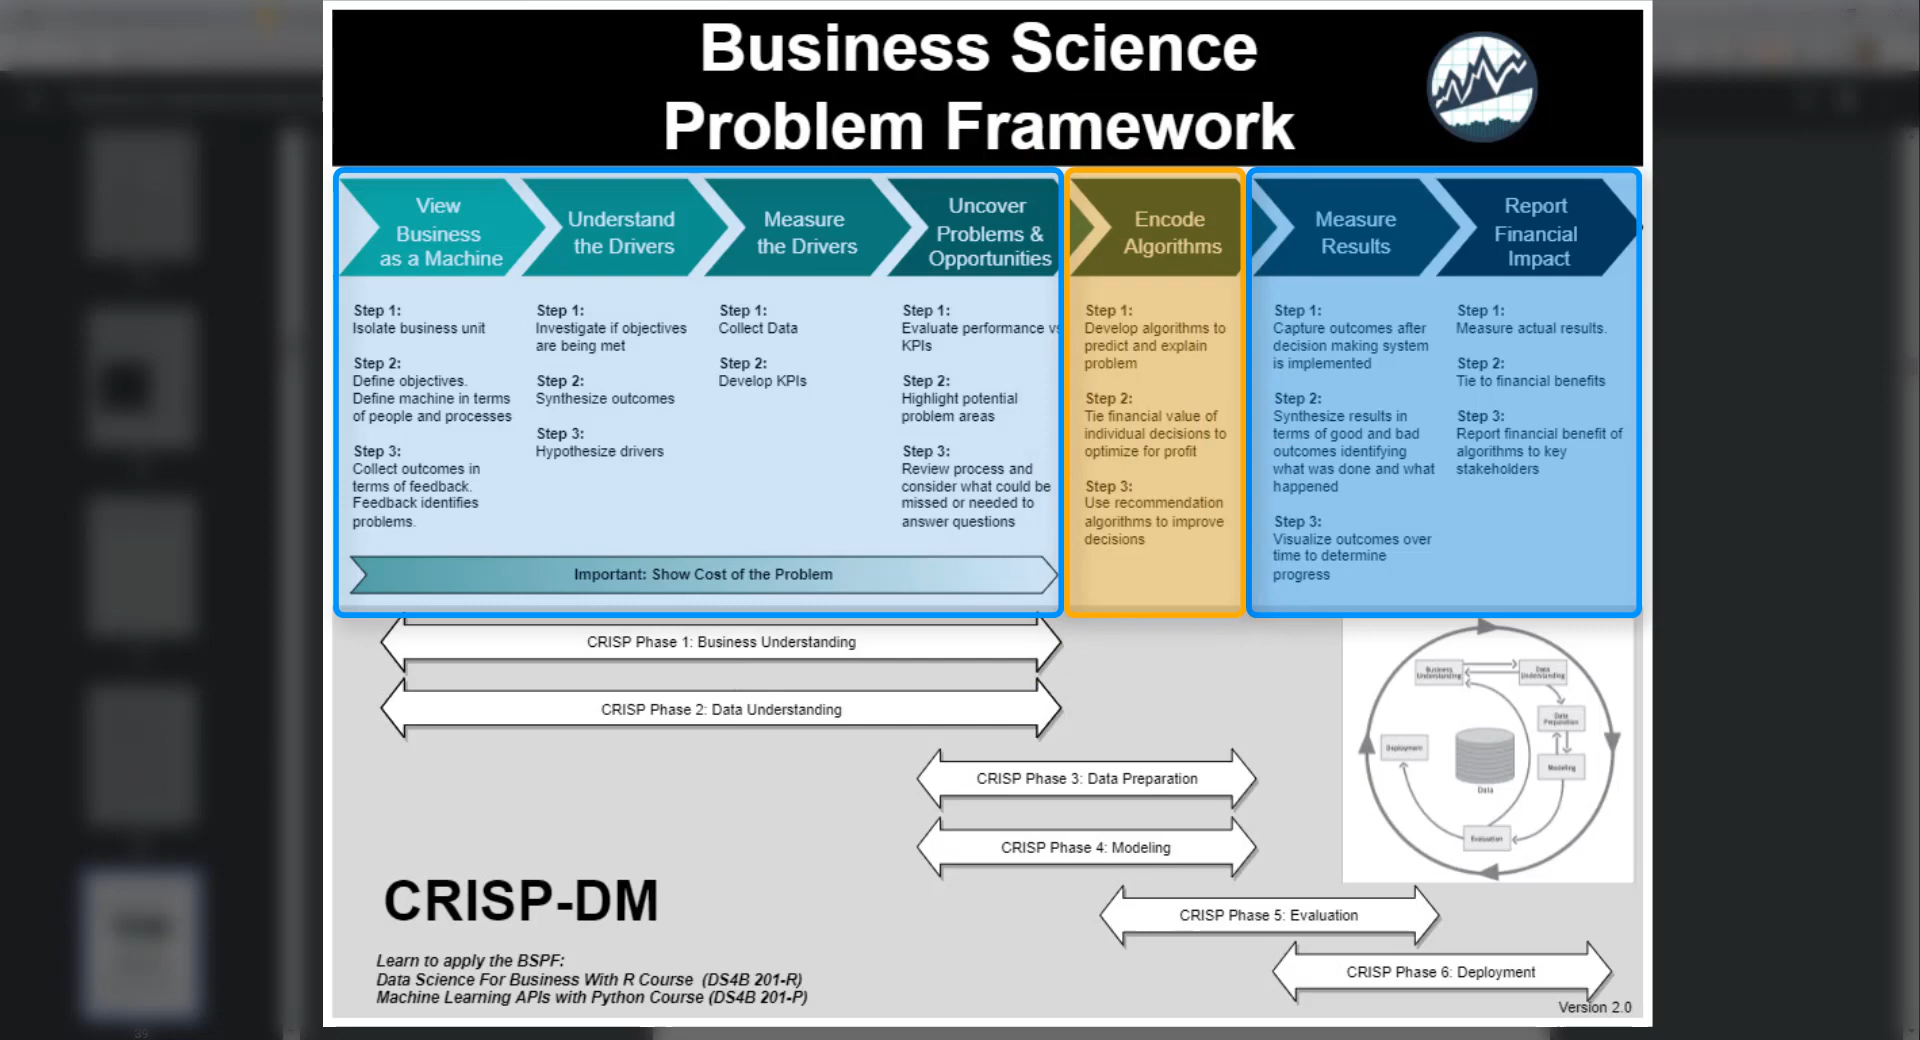 Business Science
Problem Framework
View
Business
as a Machine
Understand
the Drivers
Measure
the Drivers
Uncover
Problems &
Opportunities
Encode
Algorithms
Measure
Results
Report
Financial
Impact
Step 1:
Isolate business unit
Step 2:
Define objectives.
Define machine in terms
of people and processes
Step 3:
Collect outcomes in
terms of feedback.
Feedback identifies
problems.
Step 1:
Investigate if objectives
are being met
Step 2:
Synthesize outcomes
Step 3:
Hypothesize drivers
Step 1:
Collect Data
Step 2:
Develop KPIs
Step 1:
Evaluate performance vs
KPIs
Step 2:
Highlight potential
problem areas
Step 3:
Review process and
consider what could be
missed or needed to
answer questions
Step 1:
Develop algorithms to
predict and explain
problem
Step 2:
Tie financial value of
individual decisions to
optimize for profit
Step 3:
Use recommendation
algorithms to improve
decisions
Step 1:
Capture outcomes after
decision making system
is implemented
Step 2:
Synthesize results in
terms of good and bad
outcomes identifying
what was done and what
happened
Step 3:
Visualize outcomes over
time to determine
progress
Step 1:
Measure actual results.
Step 2:
Tie to financial benefits
Step 3:
Report financial benefit of
algorithms to key
stakeholders
Important: Show Cost of the Problem
CRISP Phase 1: Business Understanding
CRISP Phase 2: Data Understanding
CRISP Phase 3: Data Preparation
CRISP Phase 4: Modeling
CRISP Phase 5: Evaluation
CRISP Phase 6: Deployment
Business
Understanding
Data
Understanding
Data
Preparation
Modeling
Deployment
Data
Evaluation
CRISP-DM
Learn to apply the BSPF:
Data Science For Business With R Course (DS4B 201-R)
Machine Learning APIs with Python Course (DS4B 201-P)
Version 2.0
39